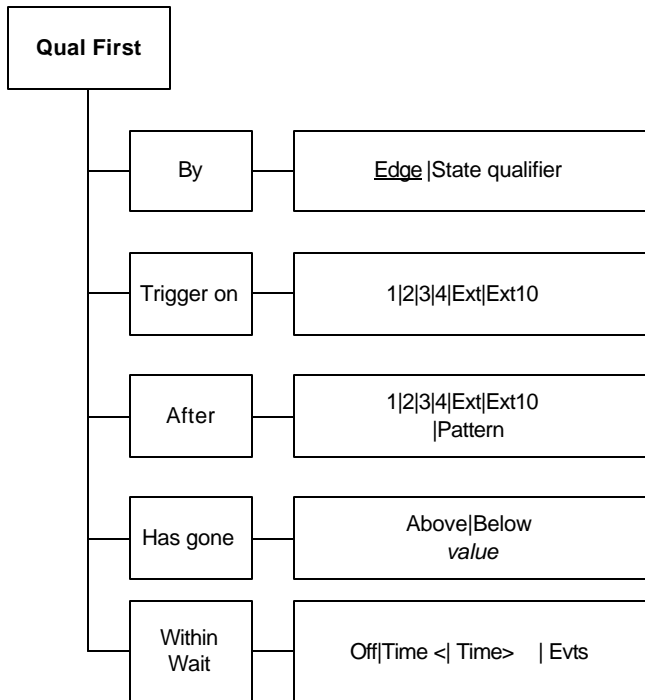 Qual First
By
Edge |State qualifier
Trigger on
1|2|3|4|Ext|Ext10
After
1|2|3|4|Ext|Ext10
|Pattern
Has gone
Above|Below
value
Within
Wait
Off|Time <| Time> | Evts